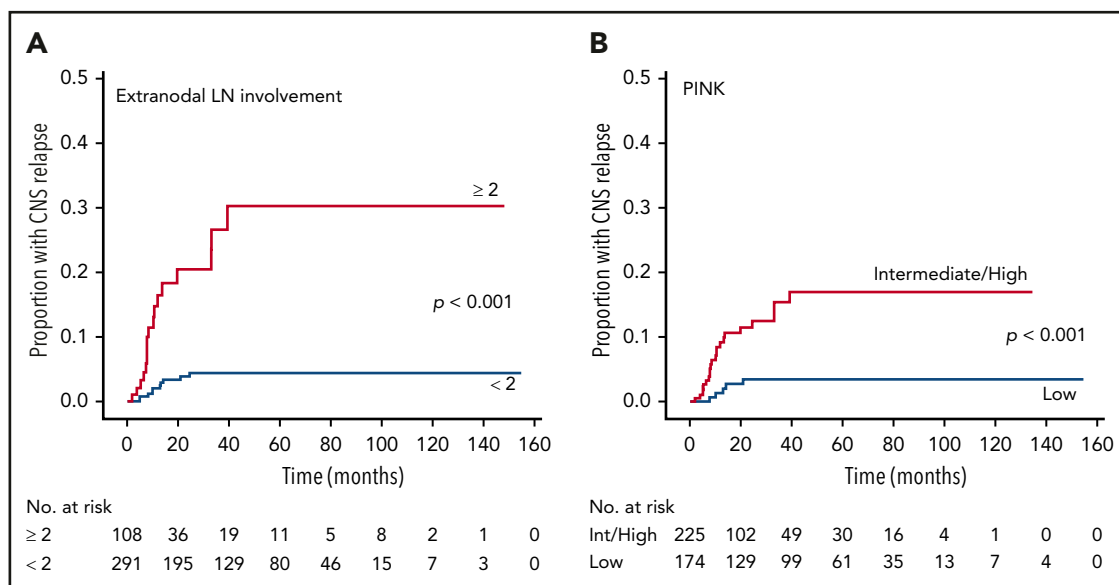 A
Proportion with CNS relapse
0.5
0.4
0.3
0.2
0.1
0.0
Extranodal LN involvement
≥ 2
p < 0.001
< 2
0 20 40 60 80 100 120 140 160
Time (months)
No. at risk
≥ 2 108 36 19 11 5 8 2 1 0
< 2 291 195 129 80 46 15 7 3 0
B
Proportion with CNS relapse
0.5
0.4
0.3
0.2
0.1
0.0
PINK
Intermediate/High
p < 0.001
Low
0 20 40 60 80 100 120 140 160
Time (months)
No. at risk
Int/High 225 102 49 30 16 4 1 0 0
Low 174 129 99 61 35 13 7 4 0